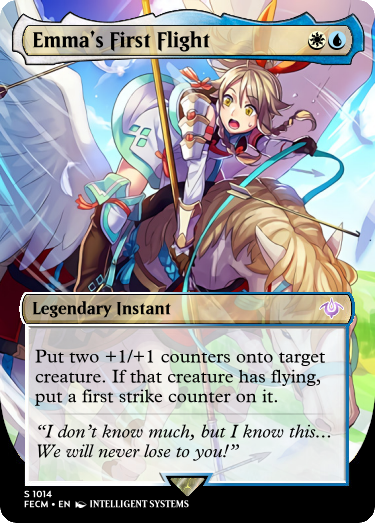 Emma's First Flight
Legendary Instant
Put two +1/+1 counters onto target
creature. If that creature has flying,
put a first strike counter on it.
“I don't know much, but I know this...
We will never lose to you!”
S 1014
FECM • EN INTELLIGENT SYSTEMS